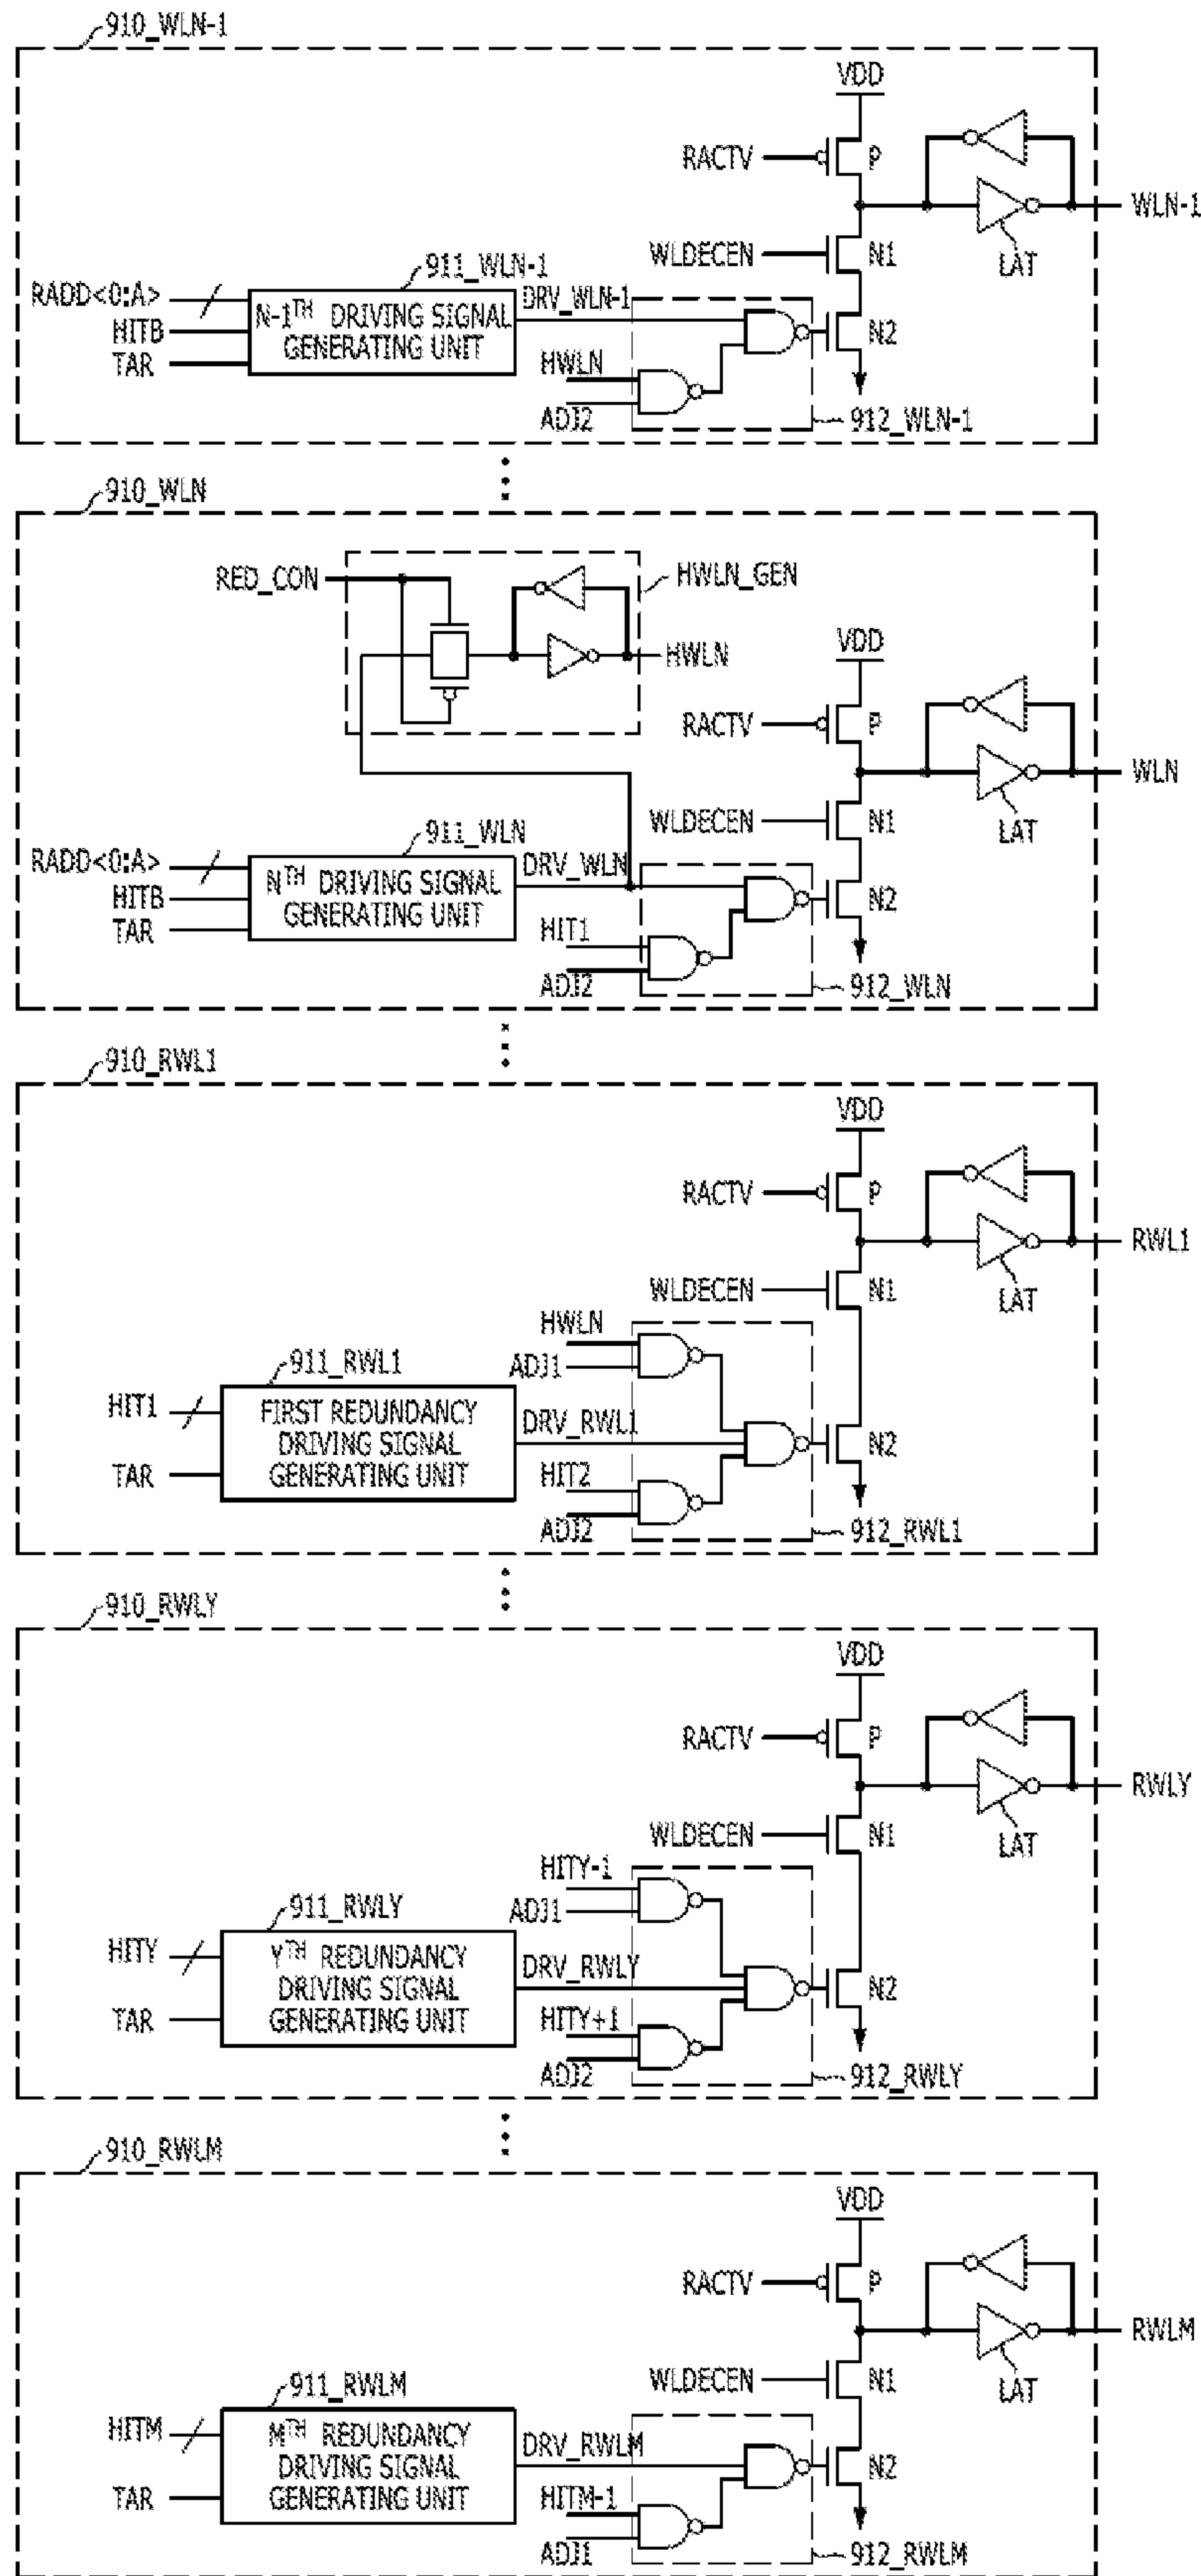 910_WLN-1
VDD
RACTV
P
WLN-1
LAT
WLDECEN
N1
911_WLN-1
RADD<0:A>
HITB
TAR
N-1TH DRIVING SIGNAL
GENERATING UNIT
DRV_WLN-1
HWLN
ADJ2
N2
912_WLN-1
910_WLN
RED_CON
HWLN_GEN
HWLN
VDD
RACTV
P
WLN
LAT
WLDECEN
N1
911_WLN
RADD<0:A>
HITB
TAR
NTH DRIVING SIGNAL
GENERATING UNIT
DRV_WLN
HIT1
ADJ2
N2
912_WLN
910_RWL1
VDD
RACTV
P
RWL1
LAT
WLDECEN
N1
HWLN
ADJ1
911_RWL1
HIT1
TAR
FIRST REDUNDANCY
DRIVING SIGNAL
GENERATING UNIT
DRV_RWL1
HIT2
ADJ2
N2
912_RWL1
910_RWLY
VDD
RACTV
P
RWLY
LAT
WLDECEN
N1
HITY-1
ADJ1
911_RWLY
HITY
TAR
YTH REDUNDANCY
DRIVING SIGNAL
GENERATING UNIT
DRV_RWLY
HITY+1
ADJ2
N2
912_RWLY
910_RWLM
VDD
RACTV
P
RWLM
LAT
WLDECEN
N1
911_RWLM
HITM
TAR
MTH REDUNDANCY
DRIVING SIGNAL
GENERATING UNIT
DRV_RWLM
HITM-1
ADJ1
N2
912_RWLM